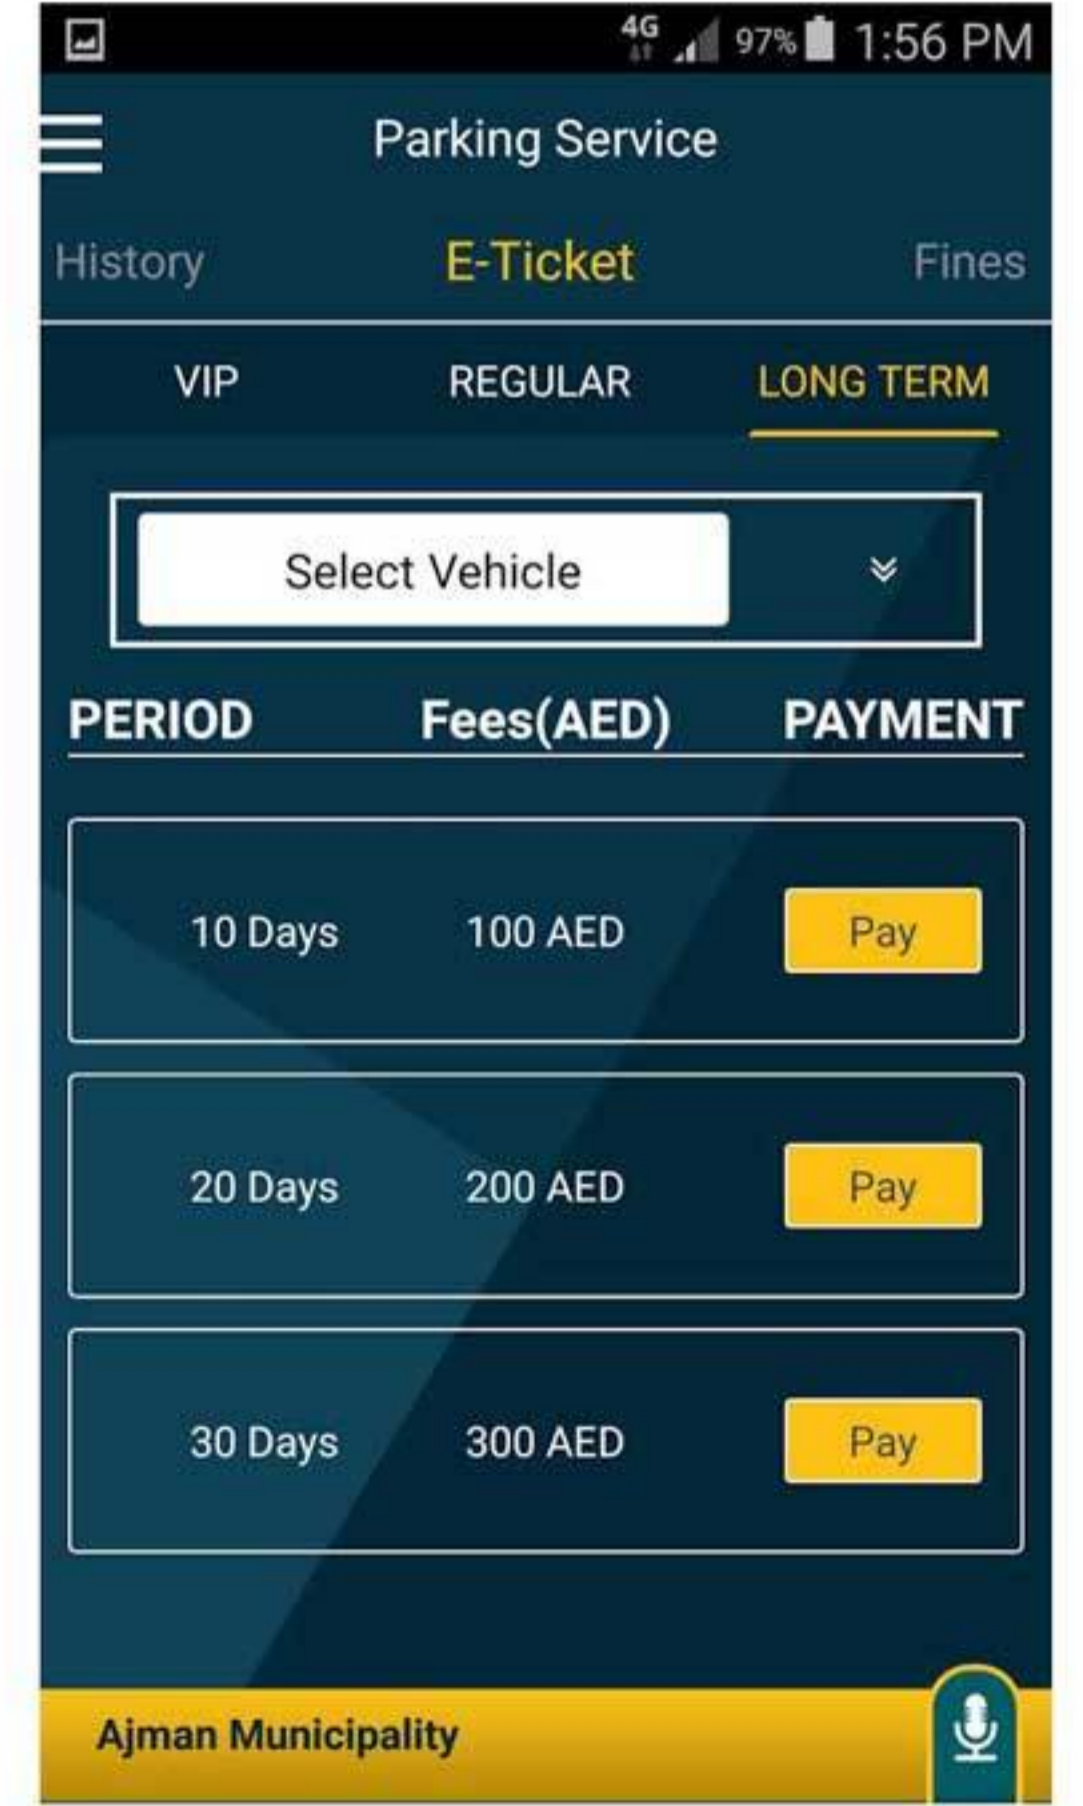 4G 97% 1:56 PM
Parking Service
History E-Ticket Fines
VIP REGULAR LONG TERM
Select Vehicle
PERIOD Fees(AED) PAYMENT
10 Days 100 AED Pay
20 Days 200 AED Pay
30 Days 300 AED Pay
Ajman Municipality